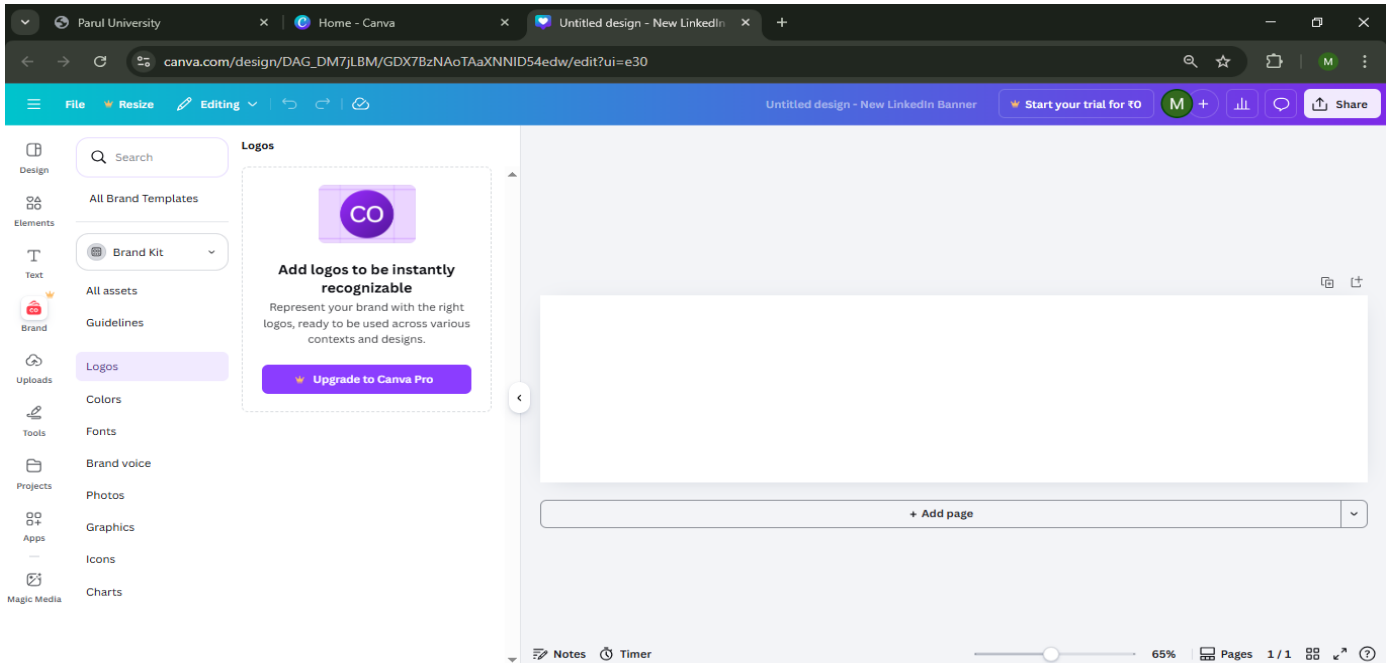 Parul University
Home - Canva
Untitled design - New LinkedIn
canva.com/design/DAG_DM7jLBM/GDX7BzNAoTAaXNNID54edw/edit?ui=e30
M
File
Resize
Editing
Untitled design - New LinkedIn Banner
Start your trial for ₹0
M
Share
Design
Elements
Text
CO
Brand
Uploads
Tools
Projects
Apps
Magic Media
Search
All Brand Templates
Brand Kit
All assets
Guidelines
Logos
Colors
Fonts
Brand voice
Photos
Graphics
Icons
Charts
Logos
CO
Add logos to be instantly
recognizable
Represent your brand with the right
logos, ready to be used across various
contexts and designs.
Upgrade to Canva Pro
+ Add page
Notes
Timer
65%
Pages
1 / 1